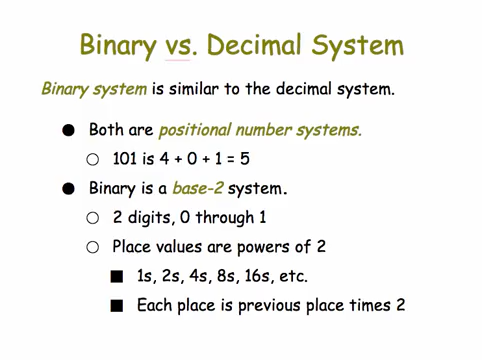 Binary vs. Decimal System
Binary system is similar to the decimal system.
● Both are positional number systems.
○ 101 is 4 + 0 + 1 = 5
● Binary is a base-2 system.
○ 2 digits, 0 through 1
○ Place values are powers of 2
■ 1s, 2s, 4s, 8s, 16s, etc.
■ Each place is previous place times 2